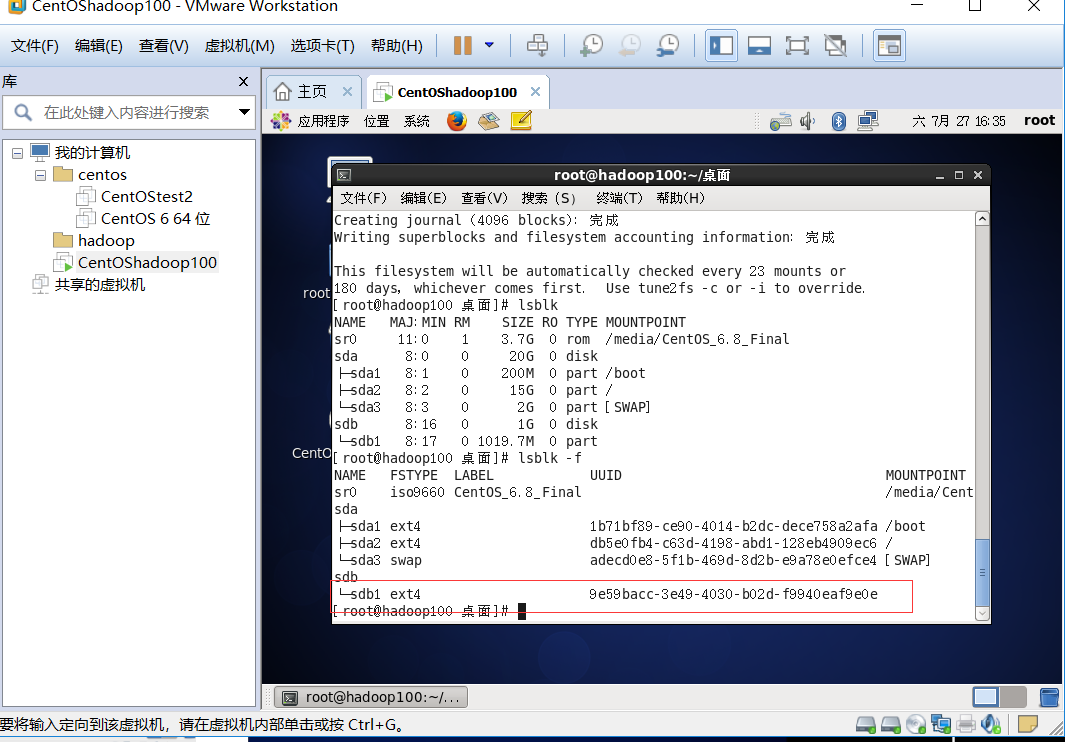 CentOShadoop100 - VMware Workstation
文件(F) 编辑(E) 查看(V) 虚拟机(M) 选项卡(T) 帮助(H)
库
在此处键入内容进行搜索
我的计算机
centos
CentOStest2
CentOS 6 64 位
hadoop
CentOShadoop100
共享的虚拟机
主页
CentOShadoop100
应用程序 位置 系统
六 7月 27 16:35 root
root
CentO
root@hadoop100:~/桌面
文件(F) 编辑(E) 查看(V) 搜索 (S) 终端(T) 帮助(H)
Creating journal (4096 blocks): 完成
Writing superblocks and filesystem accounting information: 完成
This filesystem will be automatically checked every 23 mounts or
180 days, whichever comes first. Use tune2fs -c or -i to override.
[root@hadoop100 桌面]# lsblk
NAME MAJ:MIN RM SIZE RO TYPE MOUNTPOINT
sr0 11:0 1 3.7G 0 rom /media/CentOS_6.8_Final
sda 8:0 0 20G 0 disk
├─sda1 8:1 0 200M 0 part /boot
├─sda2 8:2 0 15G 0 part /
└─sda3 8:3 0 2G 0 part [SWAP]
sdb 8:16 0 1G 0 disk
└─sdb1 8:17 0 1019.7M 0 part
[root@hadoop100 桌面]# lsblk -f
NAME FSTYPE LABEL UUID MOUNTPOINT
sr0 iso9660 CentOS_6.8_Final /media/Cent
sda
├─sda1 ext4 1b71bf89-ce90-4014-b2dc-dece758a2afa /boot
├─sda2 ext4 db5e0fb4-c63d-4198-abd1-128eb4909ec6 /
└─sda3 swap adecd0e8-5f1b-469d-8d2b-e9a78e0efce4 [SWAP]
sdb
└─sdb1 ext4 9e59bacc-3e49-4030-b02d-f9940eaf9e0e
[root@hadoop100 桌面]#
root@hadoop100:~/...
要将输入定向到该虚拟机，请在虚拟机内部单击或按 Ctrl+G。